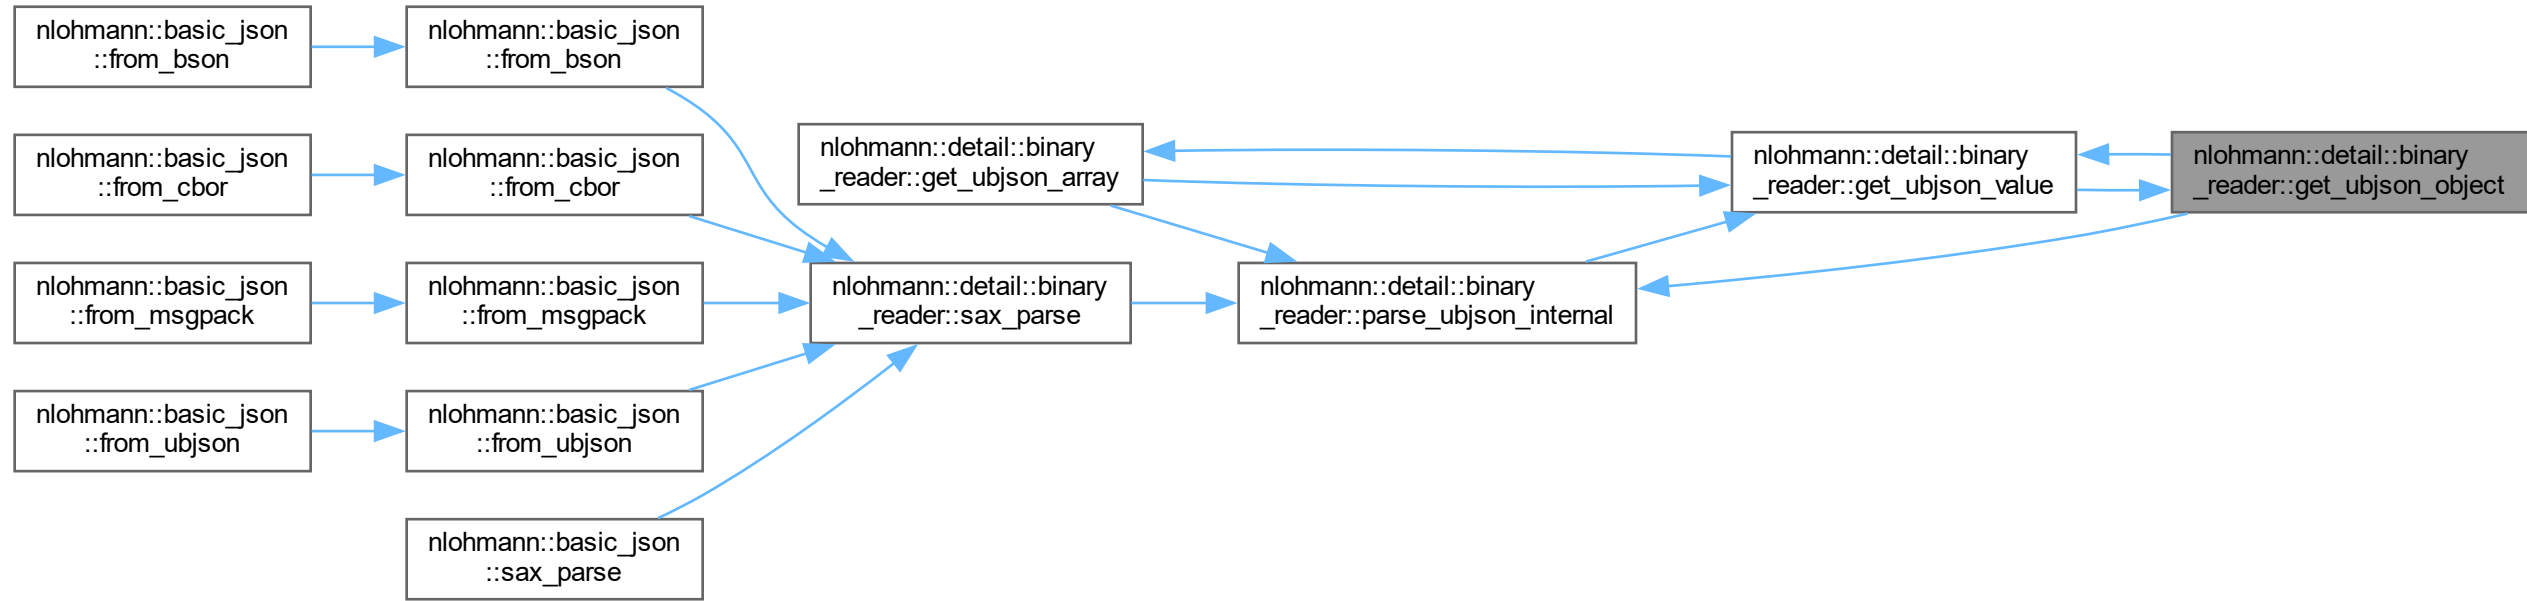 nlohmann::basic_json
::from_bson
nlohmann::basic_json
::from_bson
nlohmann::basic_json
::from_cbor
nlohmann::basic_json
::from_cbor
nlohmann::detail::binary
_reader::get_ubjson_array
nlohmann::detail::binary
_reader::get_ubjson_value
nlohmann::detail::binary
_reader::get_ubjson_object
nlohmann::basic_json
::from_msgpack
nlohmann::basic_json
::from_msgpack
nlohmann::detail::binary
_reader::sax_parse
nlohmann::detail::binary
_reader::parse_ubjson_internal
nlohmann::basic_json
::from_ubjson
nlohmann::basic_json
::from_ubjson
nlohmann::basic_json
::sax_parse